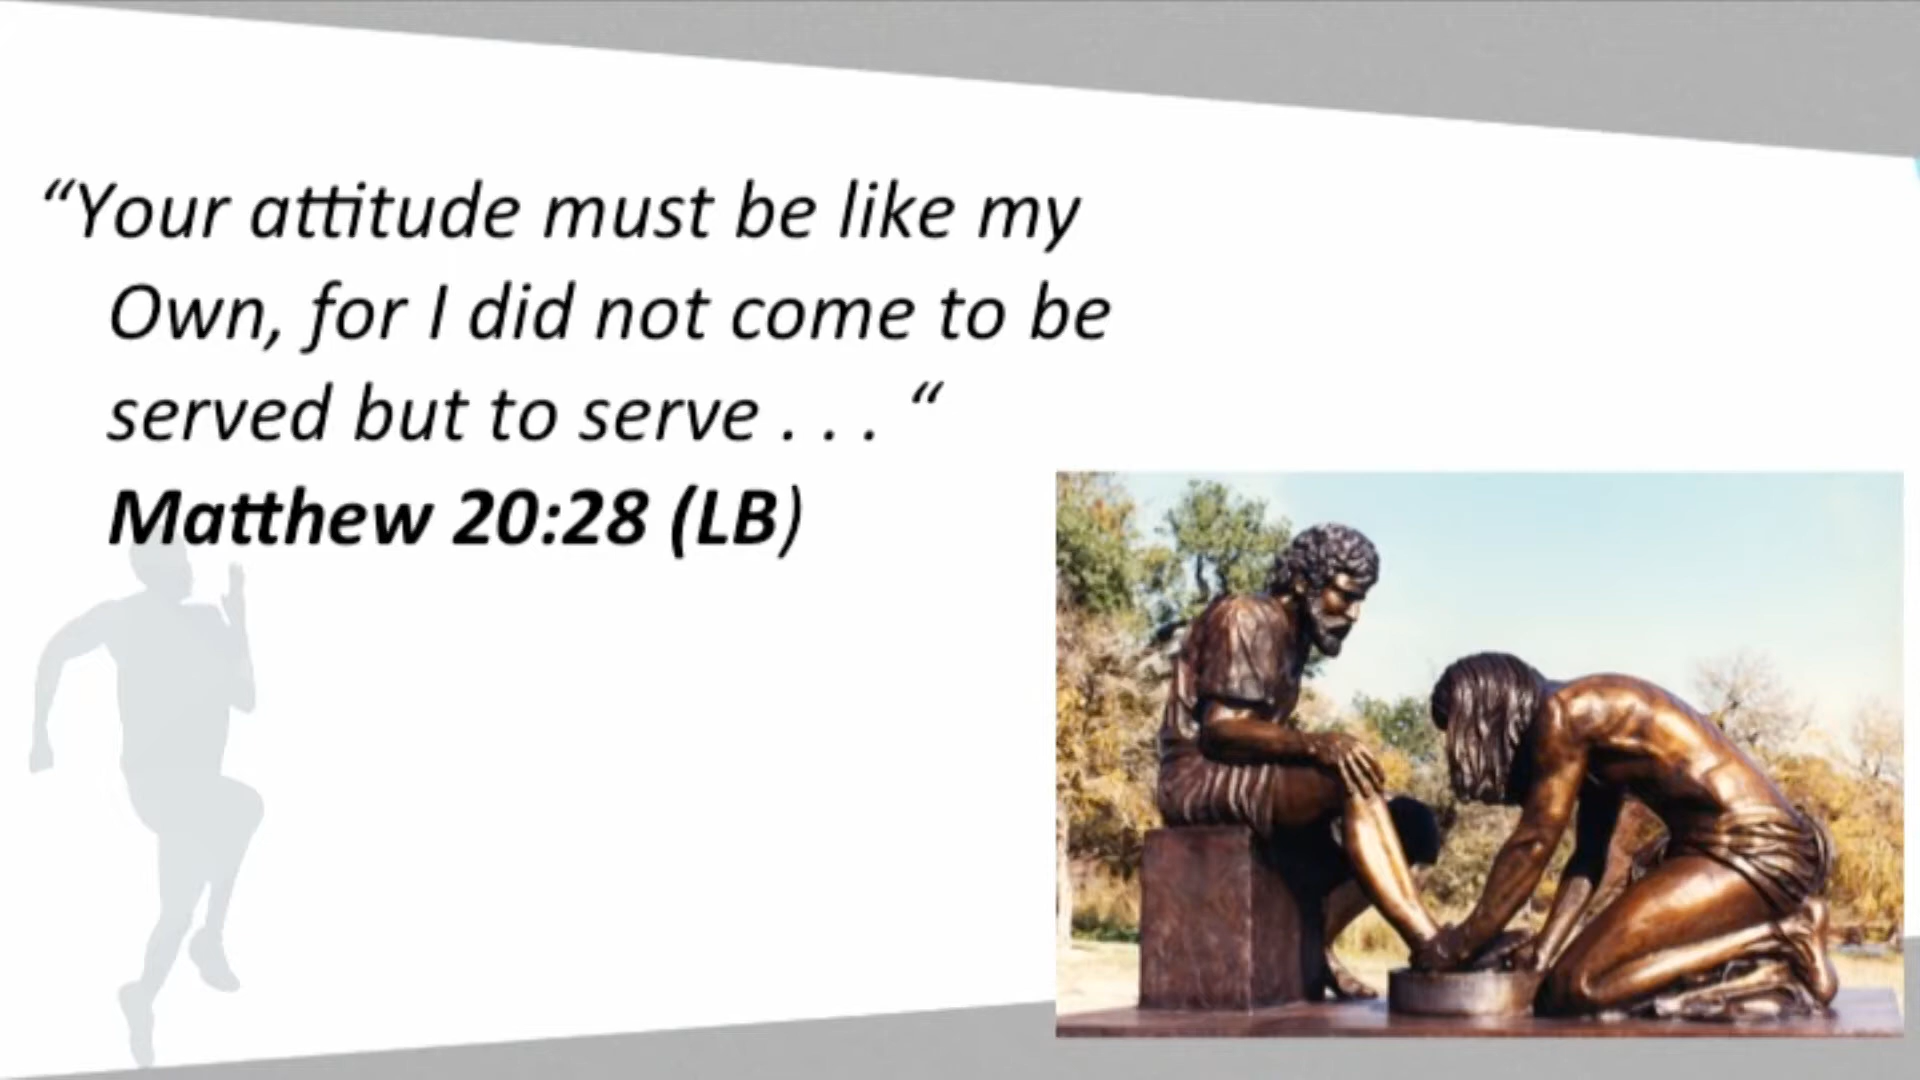 “Your attitude must be like my
Own, for I did not come to be
served but to serve . . . “
Matthew 20:28 (LB)